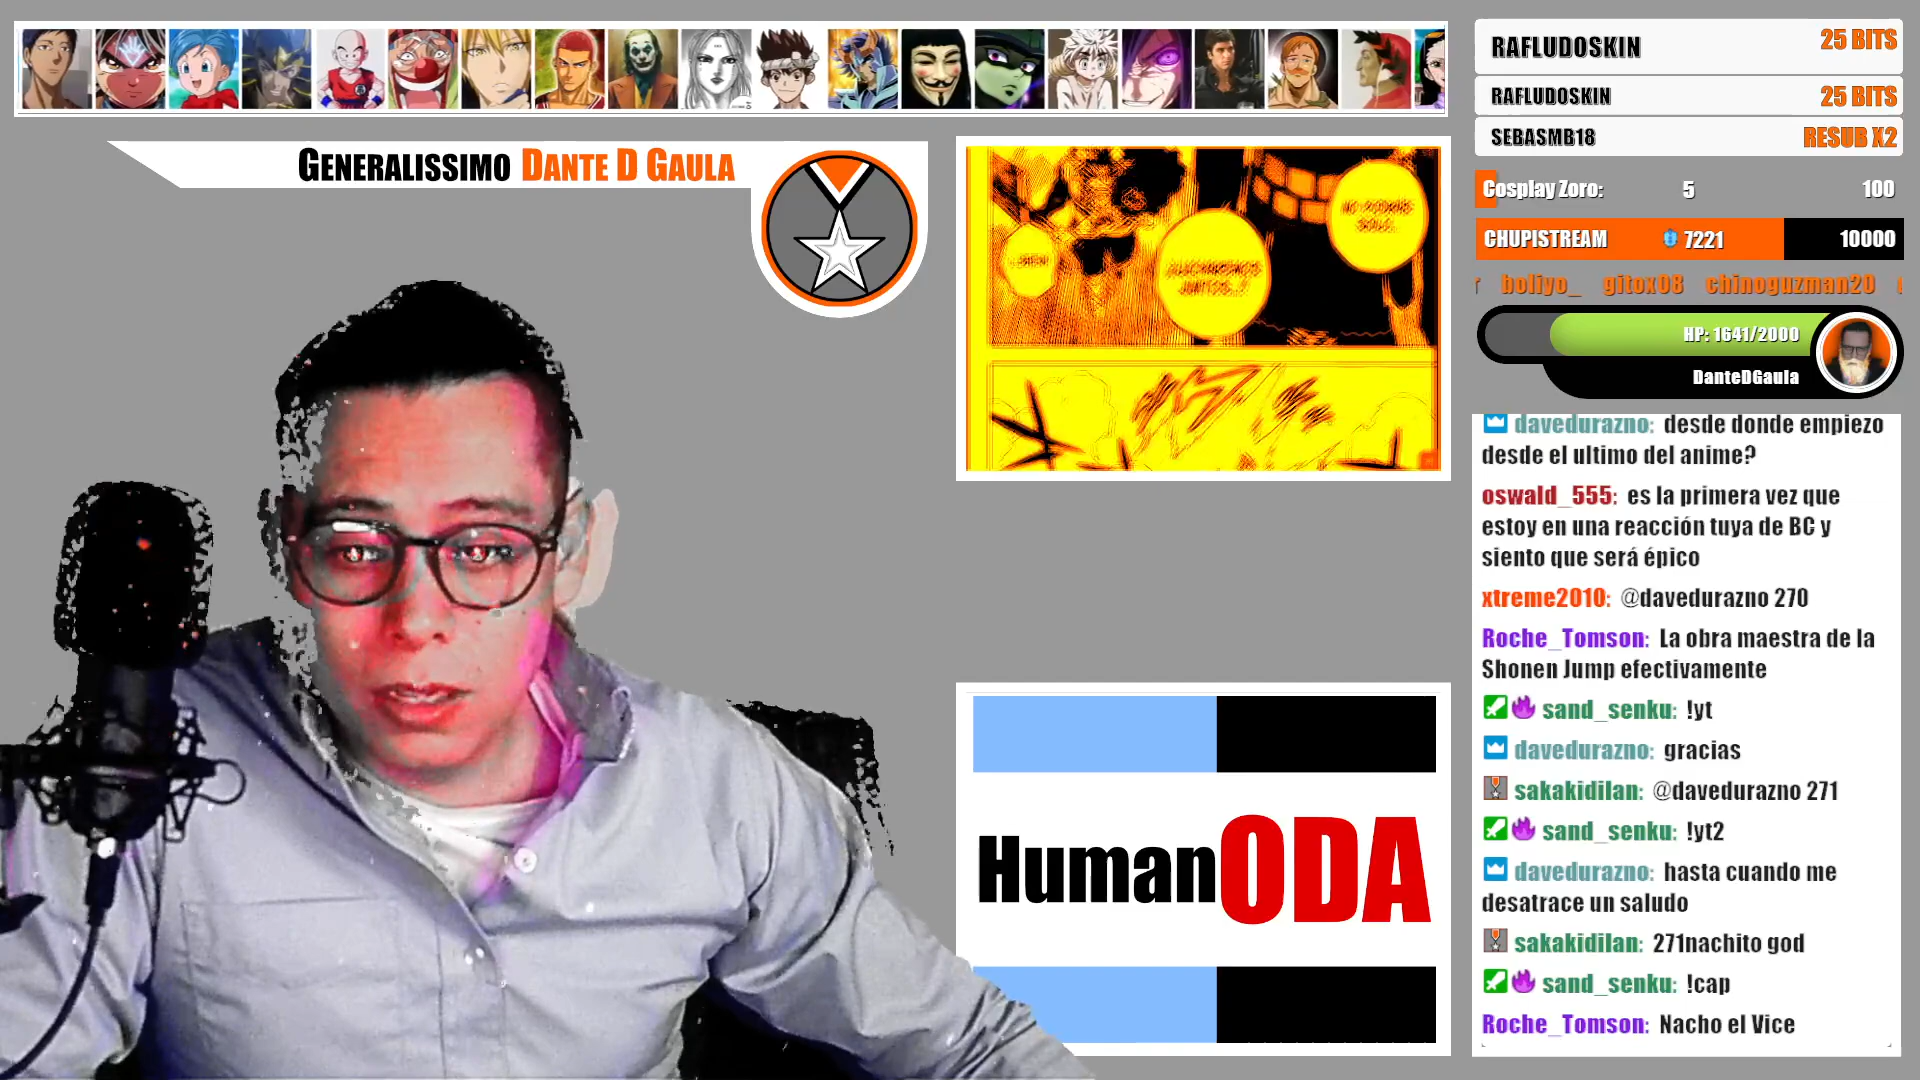 GENERALISSIMO DANTE D GAULA
HumanODA
RAFLUDOSKIN 25 BITS
RAFLUDOSKIN 25 BITS
SEBASMB18 RESUB X2
Cosplay Zoro: 5 100
CHUPISTREAM 7221 10000
boliyo_ gitox08 chinoguzman20
HP: 1641/2000
DanteDGaula
davedurazno: desde donde empiezo
desde el ultimo del anime?
oswald_555: es la primera vez que
estoy en una reacción tuya de BC y
siento que será épico
xtreme2010: @davedurazno 270
Roche_Tomson: La obra maestra de la
Shonen Jump efectivamente
sand_senku: !yt
davedurazno: gracias
sakakidilan: @davedurazno 271
sand_senku: !yt2
davedurazno: hasta cuando me
desatrace un saludo
sakakidilan: 271nachito god
sand_senku: !cap
Roche_Tomson: Nacho el Vice